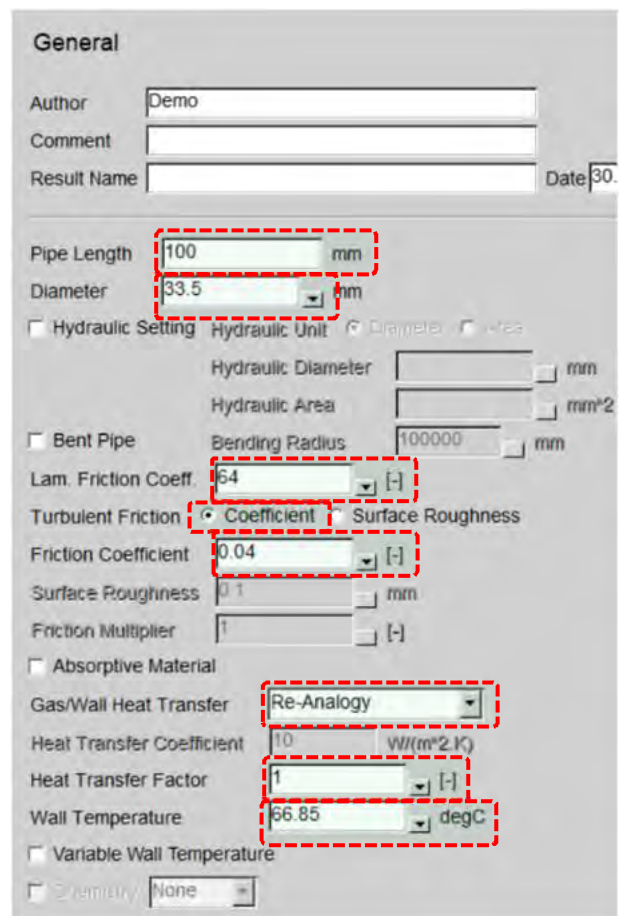 General
Author Demo
Comment
Result Name Date 30.
Pipe Length 100 mm
Diameter 33.5 mm
Hydraulic Setting Hydraulic Unit Diameter Area
Hydraulic Diameter mm
Hydraulic Area mm^2
Bent Pipe Bending Radius 100000 mm
Lam. Friction Coeff. 64 [-]
Turbulent Friction Coefficient Surface Roughness
Friction Coefficient 0.04 [-]
Surface Roughness 0.1 mm
Friction Multiplier 1 [-]
Absorptive Material
Gas/Wall Heat Transfer Re-Analogy
Heat Transfer Coefficient 10 W/(m^2.K)
Heat Transfer Factor 1 [-]
Wall Temperature 66.85 degC
Variable Wall Temperature
Chemistry None